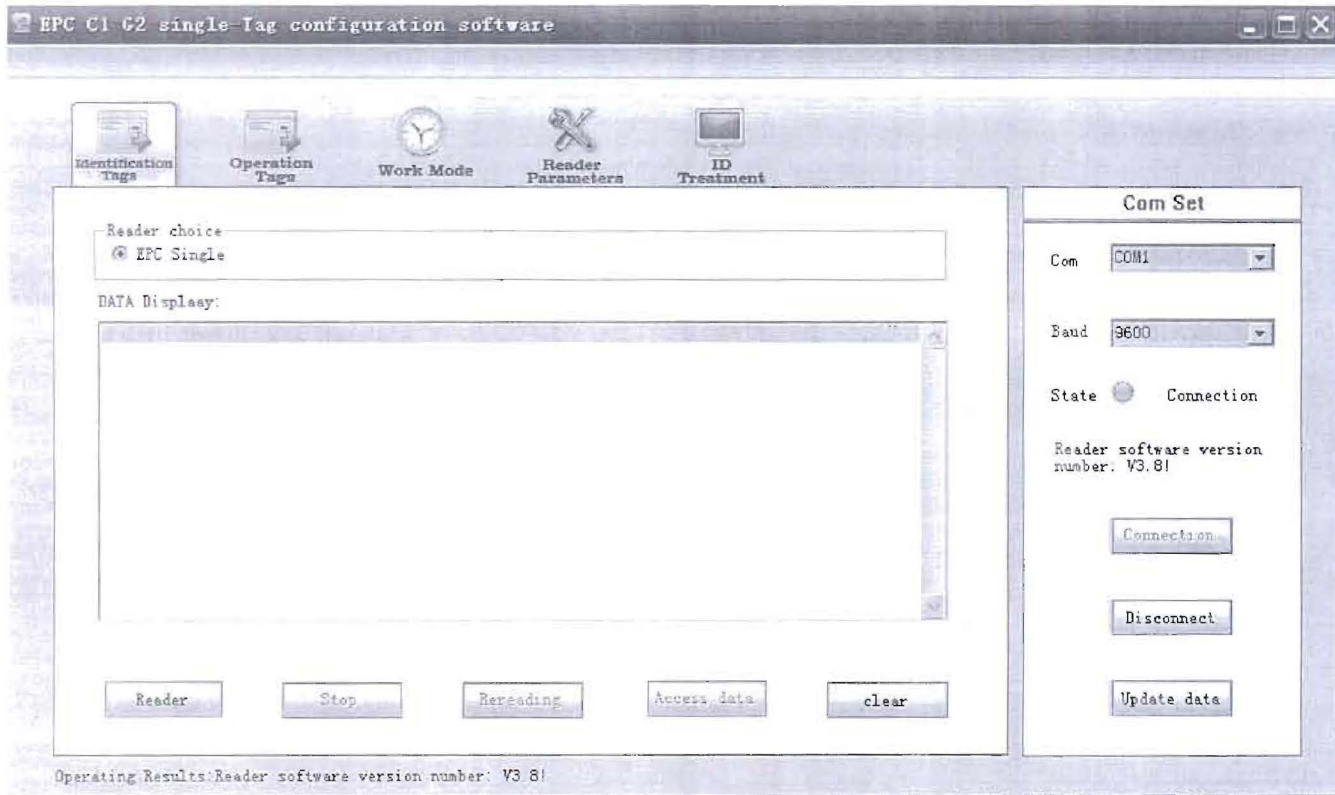 EPC C1 G2 single-Tag configuration software
Identification
Tags
Operation
Tags
Work Mode
Reader
Parameters
ID
Treatment
Reader choice
EPC Single
DATA Displaay:
Reader
Stop
Rereading
Access data
clear
Com Set
Com
COM1
Baud
9600
State
Connection
Reader software version
number: V3.8!
Connection
Disconnect
Update data
Operating Results:Reader software version number: V3.8!